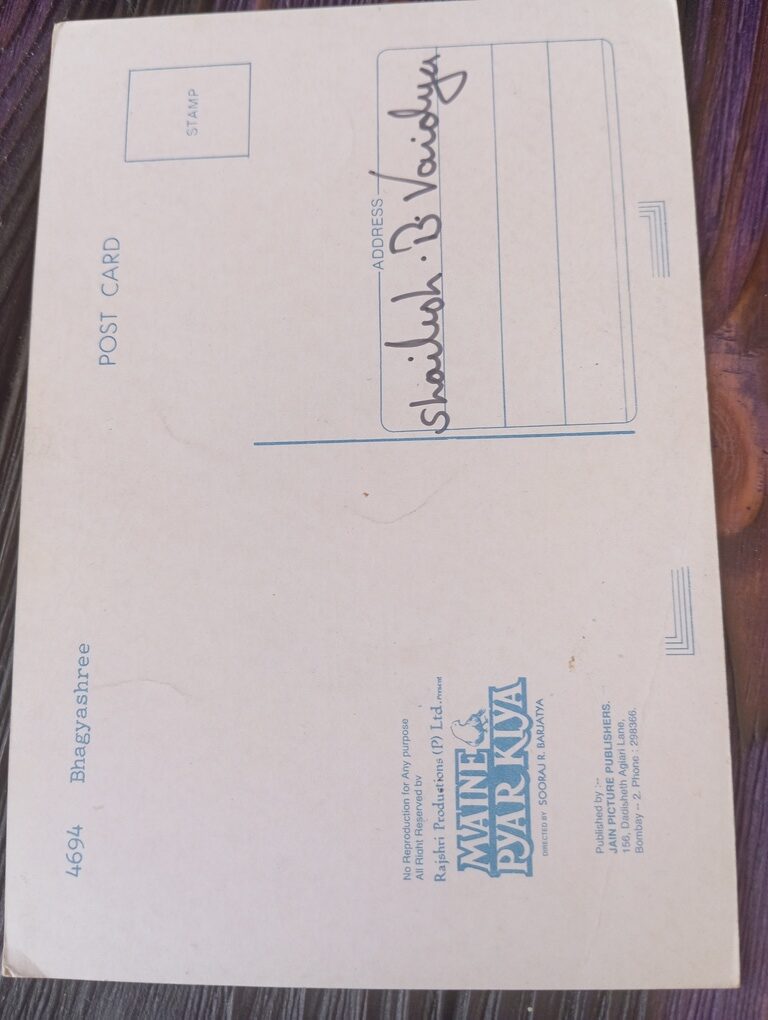 4694 Bhagyashree
POST CARD
STAMP
ADDRESS
Shailesh. B. Vaidya
No Reproduction for Any purpose
All Right Reserved by
Rajshri Productions (P) Ltd. Present
MAINE
PYAR KIYA
DIRECTED BY SOORAJ R. BARJATYA
Published by :--
JAIN PICTURE PUBLISHERS.
156, Dadisheth Agiari Lane,
Bombay -- 2. Phone : 298366.